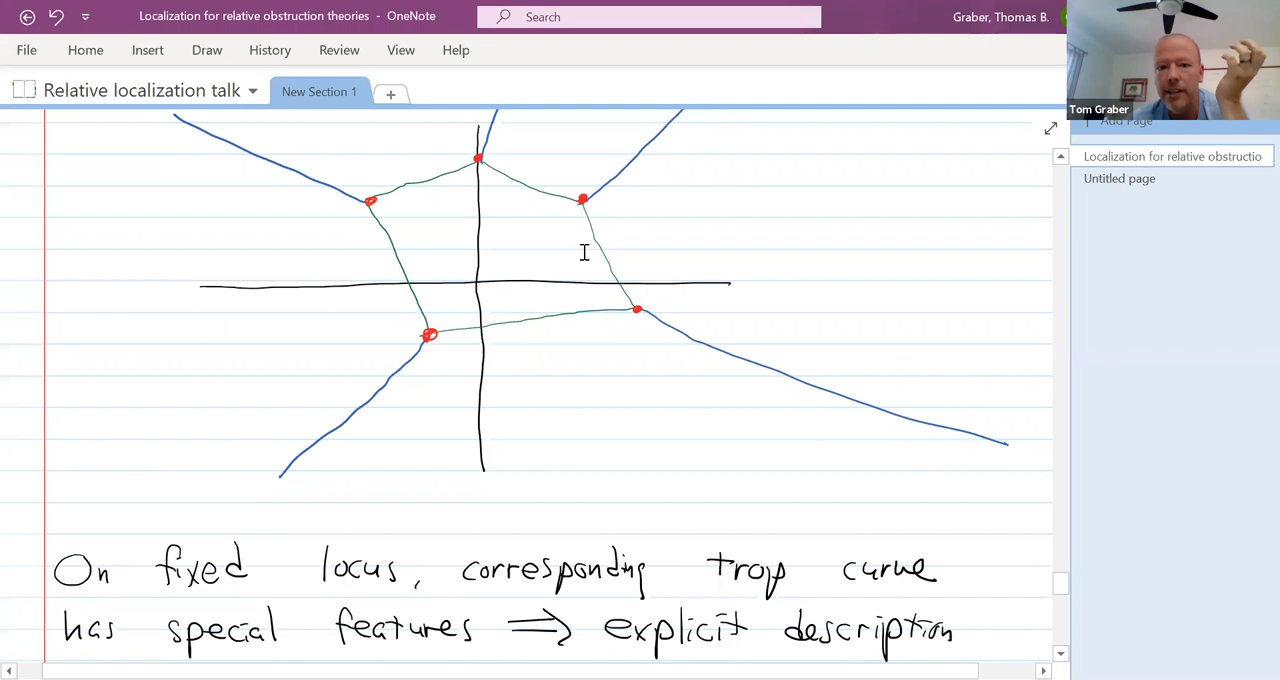 Localization for relative obstruction theories - OneNote
Search
Graber, Thomas B.
File Home Insert Draw History Review View Help
Relative localization talk
New Section 1
Tom Graber
Add Page
Localization for relative obstructio
Untitled page
On fixed locus, corresponding trop curve
has special features ⇒ explicit description